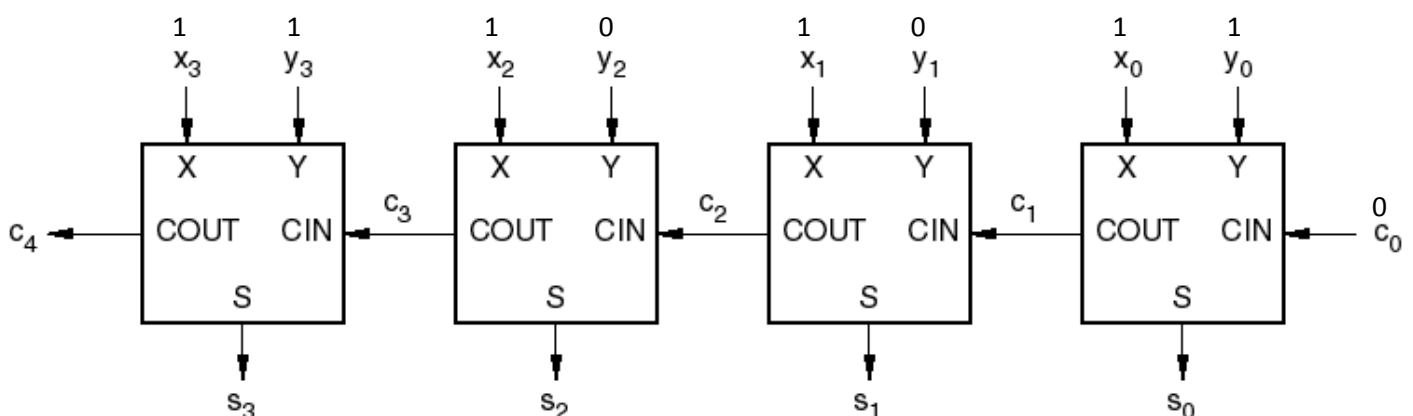 1 1 1 0 1 0 1 1
x₃ y₃ x₂ y₂ x₁ y₁ x₀ y₀
X Y X Y X Y X Y
0
c₄ COUT CIN c₃ COUT CIN c₂ COUT CIN c₁ COUT CIN c₀
S S S S
s₃ s₂ s₁ s₀